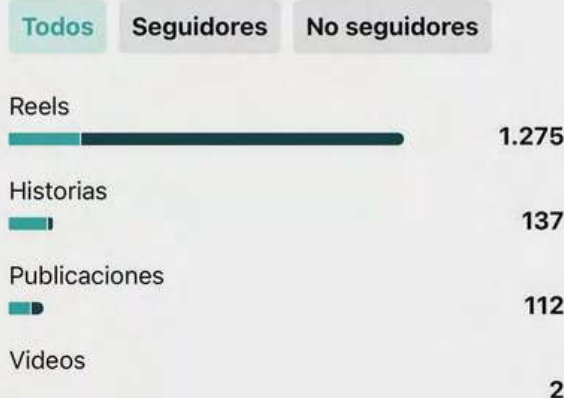 Todos Seguidores No seguidores
Reels
1.275
Historias
137
Publicaciones
112
Videos
2